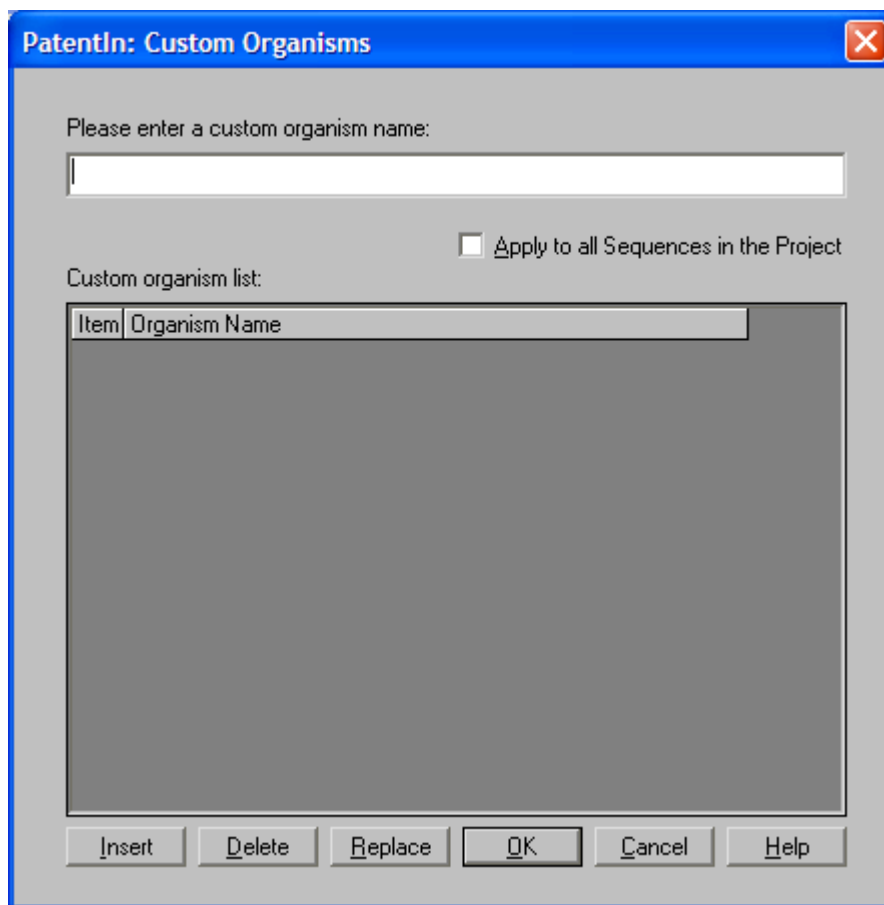 PatentIn: Custom Organisms
Please enter a custom organism name:
Apply to all Sequences in the Project
Custom organism list:
Item Organism Name
Insert Delete Replace OK Cancel Help